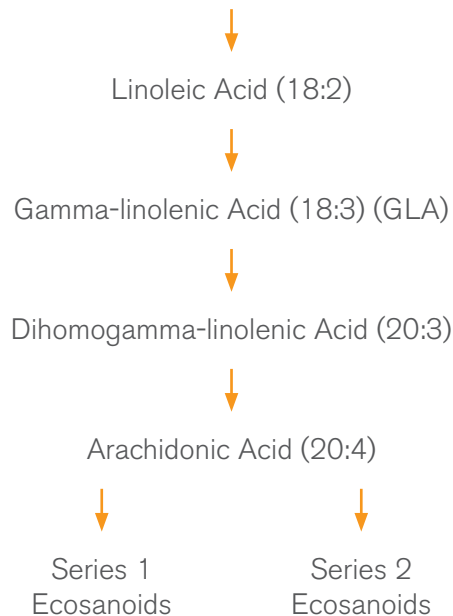 Linoleic Acid (18:2)
Gamma-linolenic Acid (18:3) (GLA)
Dihomogamma-linolenic Acid (20:3)
Arachidonic Acid (20:4)
Series 1
Ecosanoids
Series 2
Ecosanoids